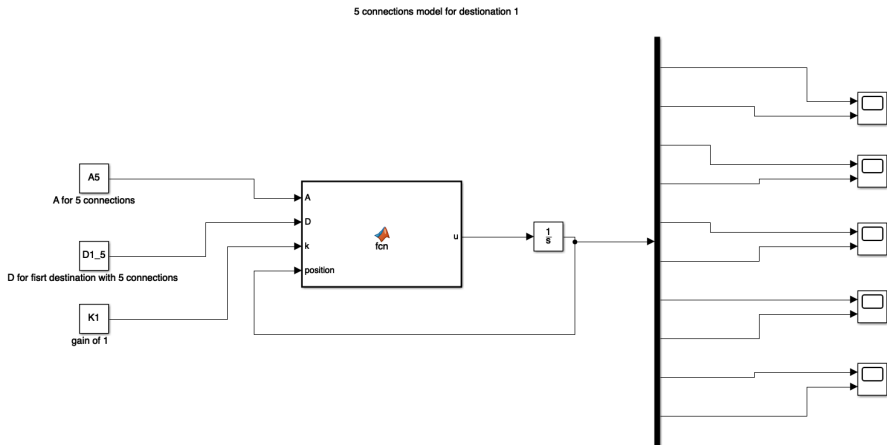 5 connections model for destionation 1
A5
A for 5 connections
D1_5
D for fisrt destination with 5 connections
K1
gain of 1
A
D
k
position
fcn
u
1
s